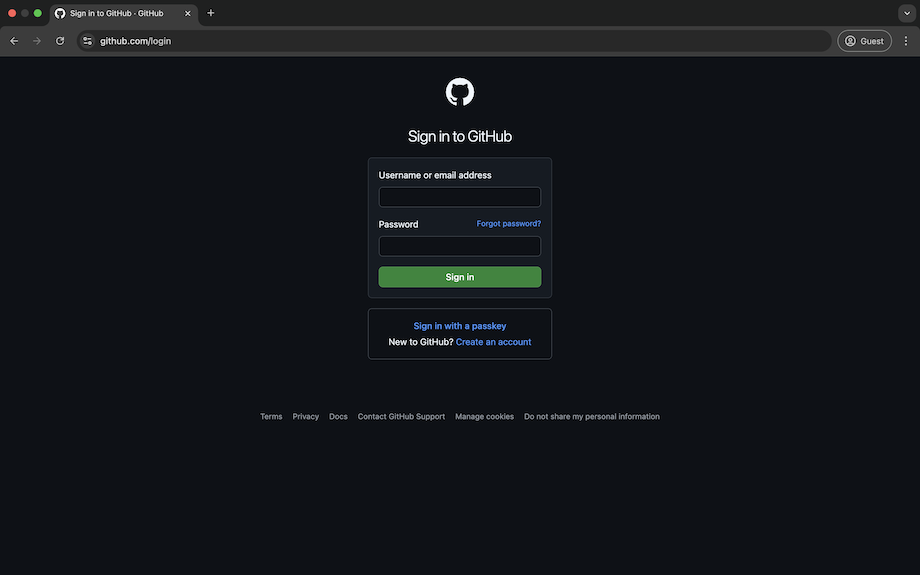 Sign in to GitHub · GitHub
github.com/login
Guest
Sign in to GitHub
Username or email address
Password
Forgot password?
Sign in
Sign in with a passkey
New to GitHub? Create an account
Terms Privacy Docs Contact GitHub Support Manage cookies Do not share my personal information